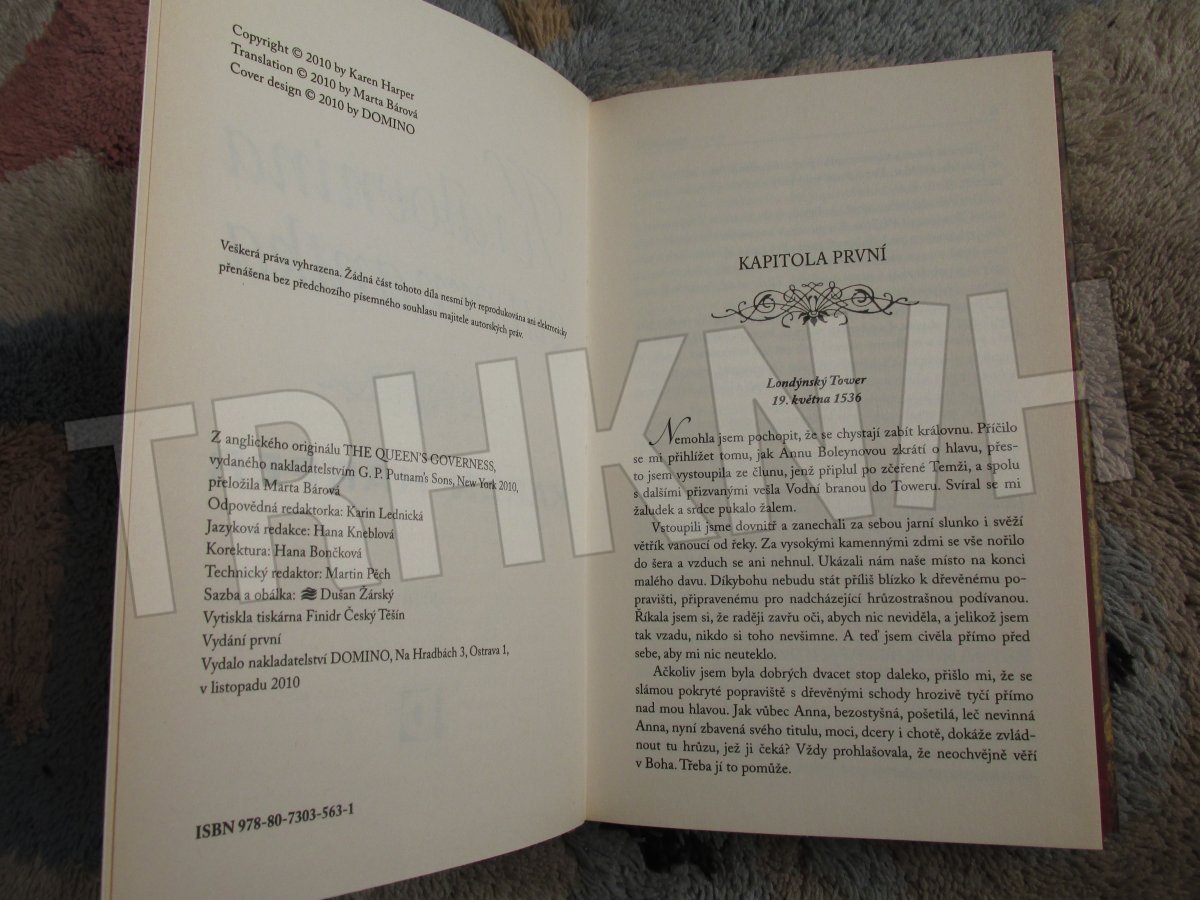 Copyright © 2010 by Karen Harper
Translation © 2010 by Marta Bárová
Cover design © 2010 by DOMINO
Veškerá práva vyhrazena. Žádná část tohoto díla nesmí být reprodukována ani elektronicky
přenášena bez předchozího písemného souhlasu majitele autorských práv.
Z anglického originálu THE QUEEN'S GOVERNESS,
vydaného nakladatelstvím G. P. Putnam's Sons, New York 2010,
přeložila Marta Bárová
Odpovědná redaktorka: Karin Lednická
Jazyková redakce: Hana Kneblová
Korektura: Hana Bončková
Technický redaktor: Martin Pěch
Sazba a obálka: Dušan Žárský
Vytiskla tiskárna Finidr Český Těšín
Vydání první
Vydalo nakladatelství DOMINO, Na Hradbách 3, Ostrava 1,
v listopadu 2010
ISBN 978-80-7303-563-1
KAPITOLA PRVNÍ
Londýnský Tower
19. května 1536
Nemohla jsem pochopit, že se chystají zabít královnu. Příčilo
se mi přihlížet tomu, jak Annu Boleynovou zkrátí o hlavu, přes-
to jsem vystoupila ze člunu, jenž připlul po zčeřené Temži, a spolu
s dalšími přizvanými vešla Vodní branou do Toweru. Svíral se mi
žaludek a srdce pukalo žalem.
Vstoupili jsme dovnitř a zanechali za sebou jarní slunko i svěží
větřík vanoucí od řeky. Za vysokými kamennými zdmi se vše nořilo
do šera a vzduch se ani nehnul. Ukázali nám naše místo na konci
malého davu. Díkybohu nebudu stát příliš blízko k dřevěnému po-
pravišti, připravenému pro nadcházející hrůzostrašnou podívanou.
Říkala jsem si, že raději zavřu oči, abych nic neviděla, a jelikož jsem
tak vzadu, nikdo si toho nevšimne. A teď jsem civěla přímo před
sebe, aby mi nic neuteklo.
Ačkoliv jsem byla dobrých dvacet stop daleko, přišlo mi, že se
slámou pokryté popraviště s dřevěnými schody hrozivě tyčí přímo
nad mou hlavou. Jak vůbec Anna, bezostyšná, pošetilá, leč nevinná
Anna, nyní zbavená svého titulu, moci, dcery i chotě, dokáže zvlád-
nout tu hrůzu, jež ji čeká? Vždy prohlašovala, že neochvějně věří
v Boha. Třeba jí to pomůže.
TRHKNIH